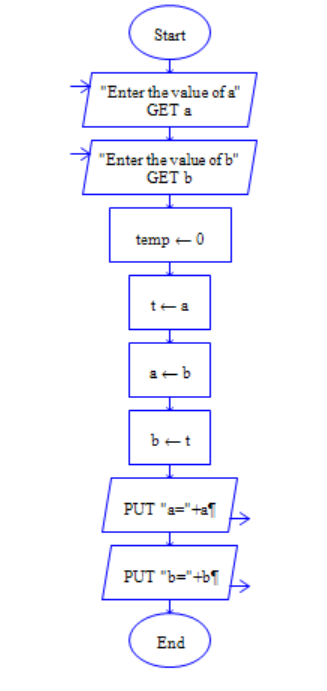 Start
"Enter the value of a"
GET a
"Enter the value of b"
GET b
temp ← 0
t ← a
a ← b
b ← t
PUT "a="+a¶
PUT "b="+b¶
End